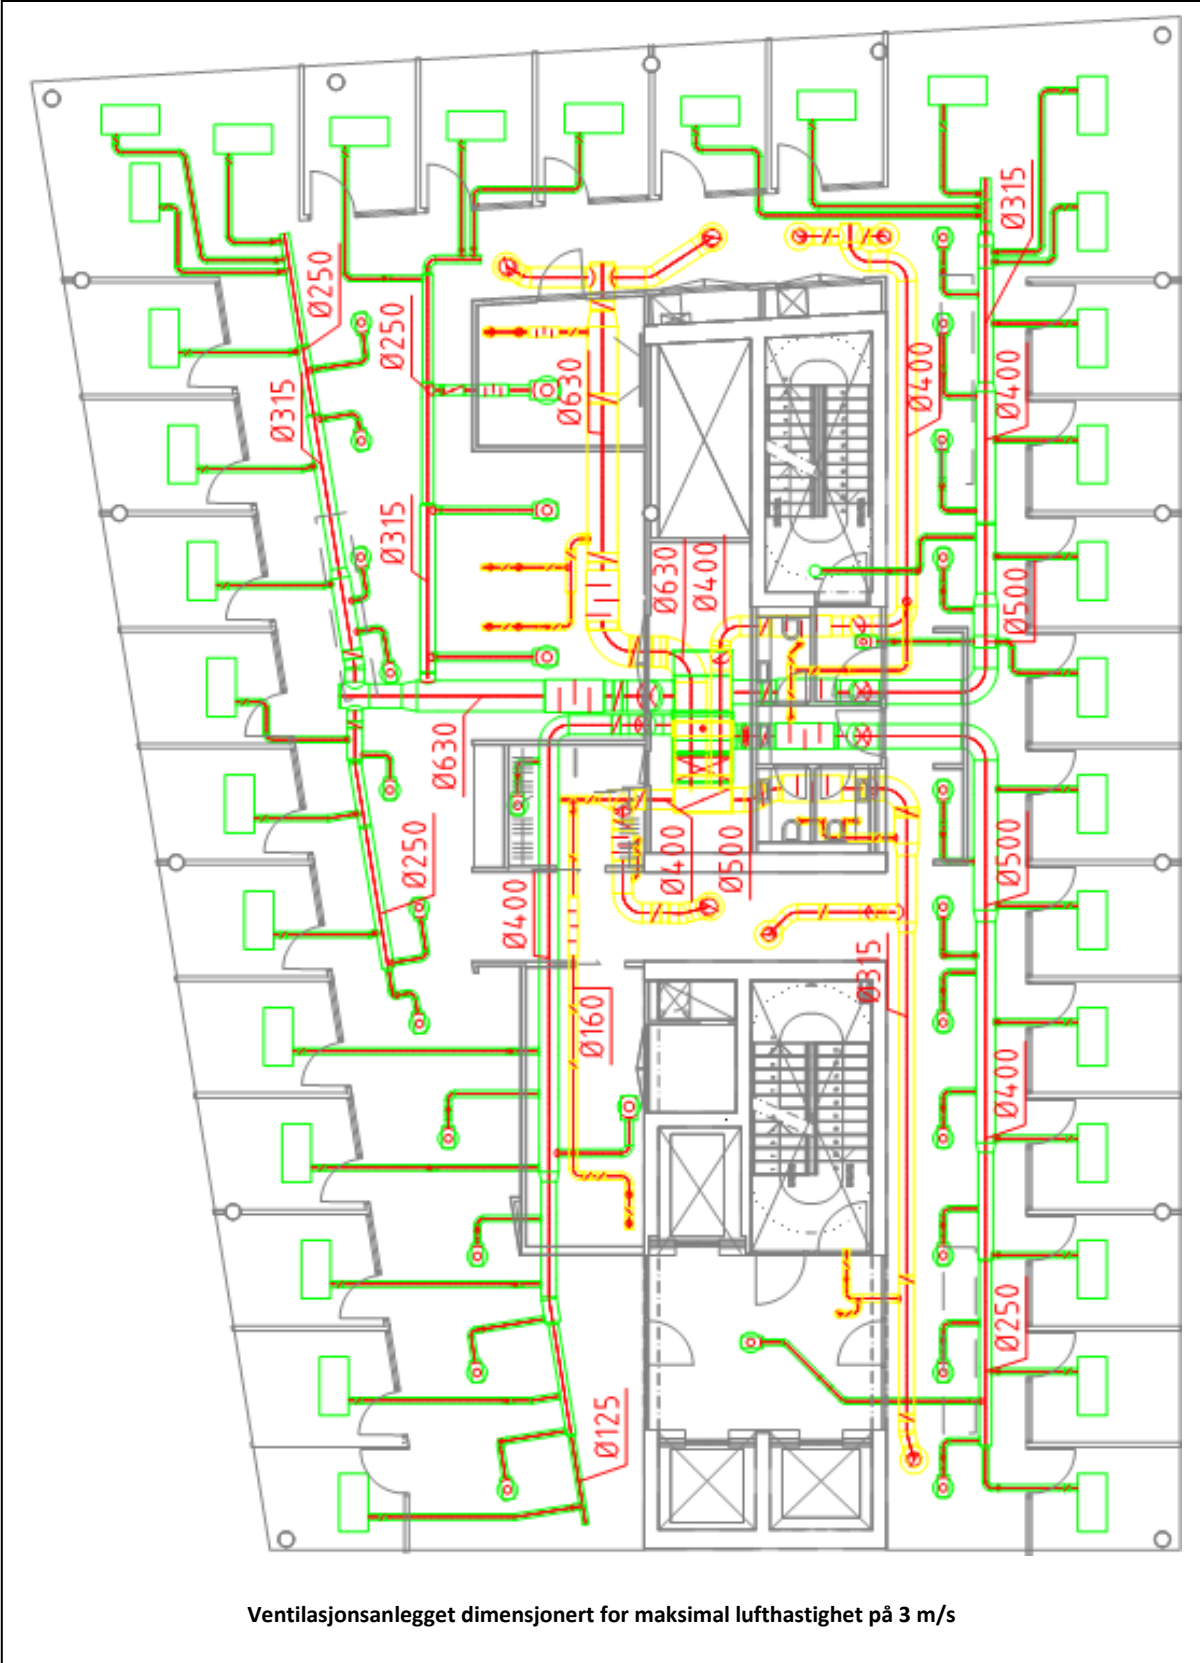 Ø315
Ø250
Ø250
Ø630
Ø400
Ø400
Ø315
Ø315
Ø630
Ø400
Ø500
Ø630
Ø250
Ø400
Ø400
Ø500
Ø500
Ø315
Ø160
Ø400
Ø250
Ø125
Ventilasjonsanlegget dimensjonert for maksimal lufthastighet på 3 m/s